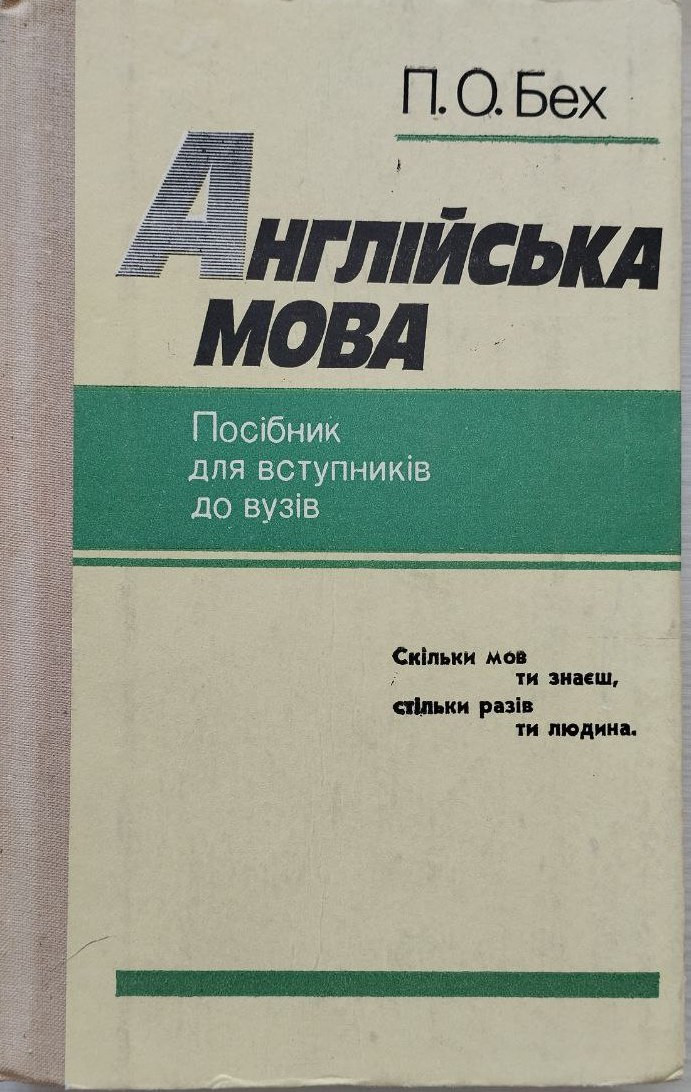 П. О. Бех
Англійська
мова
Посібник
для вступників
до вузів
Скільки мов
ти знаєш,
стільки разів
ти людина.